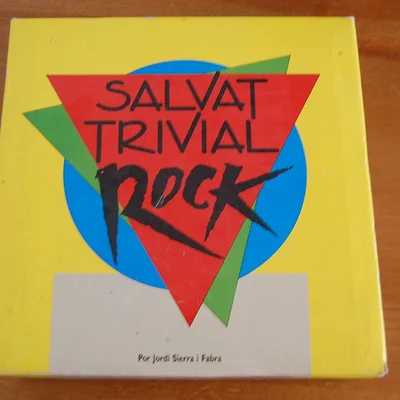 SALVAT
TRIVIAL
ROCK
Por Jordi Sierra i Fabra